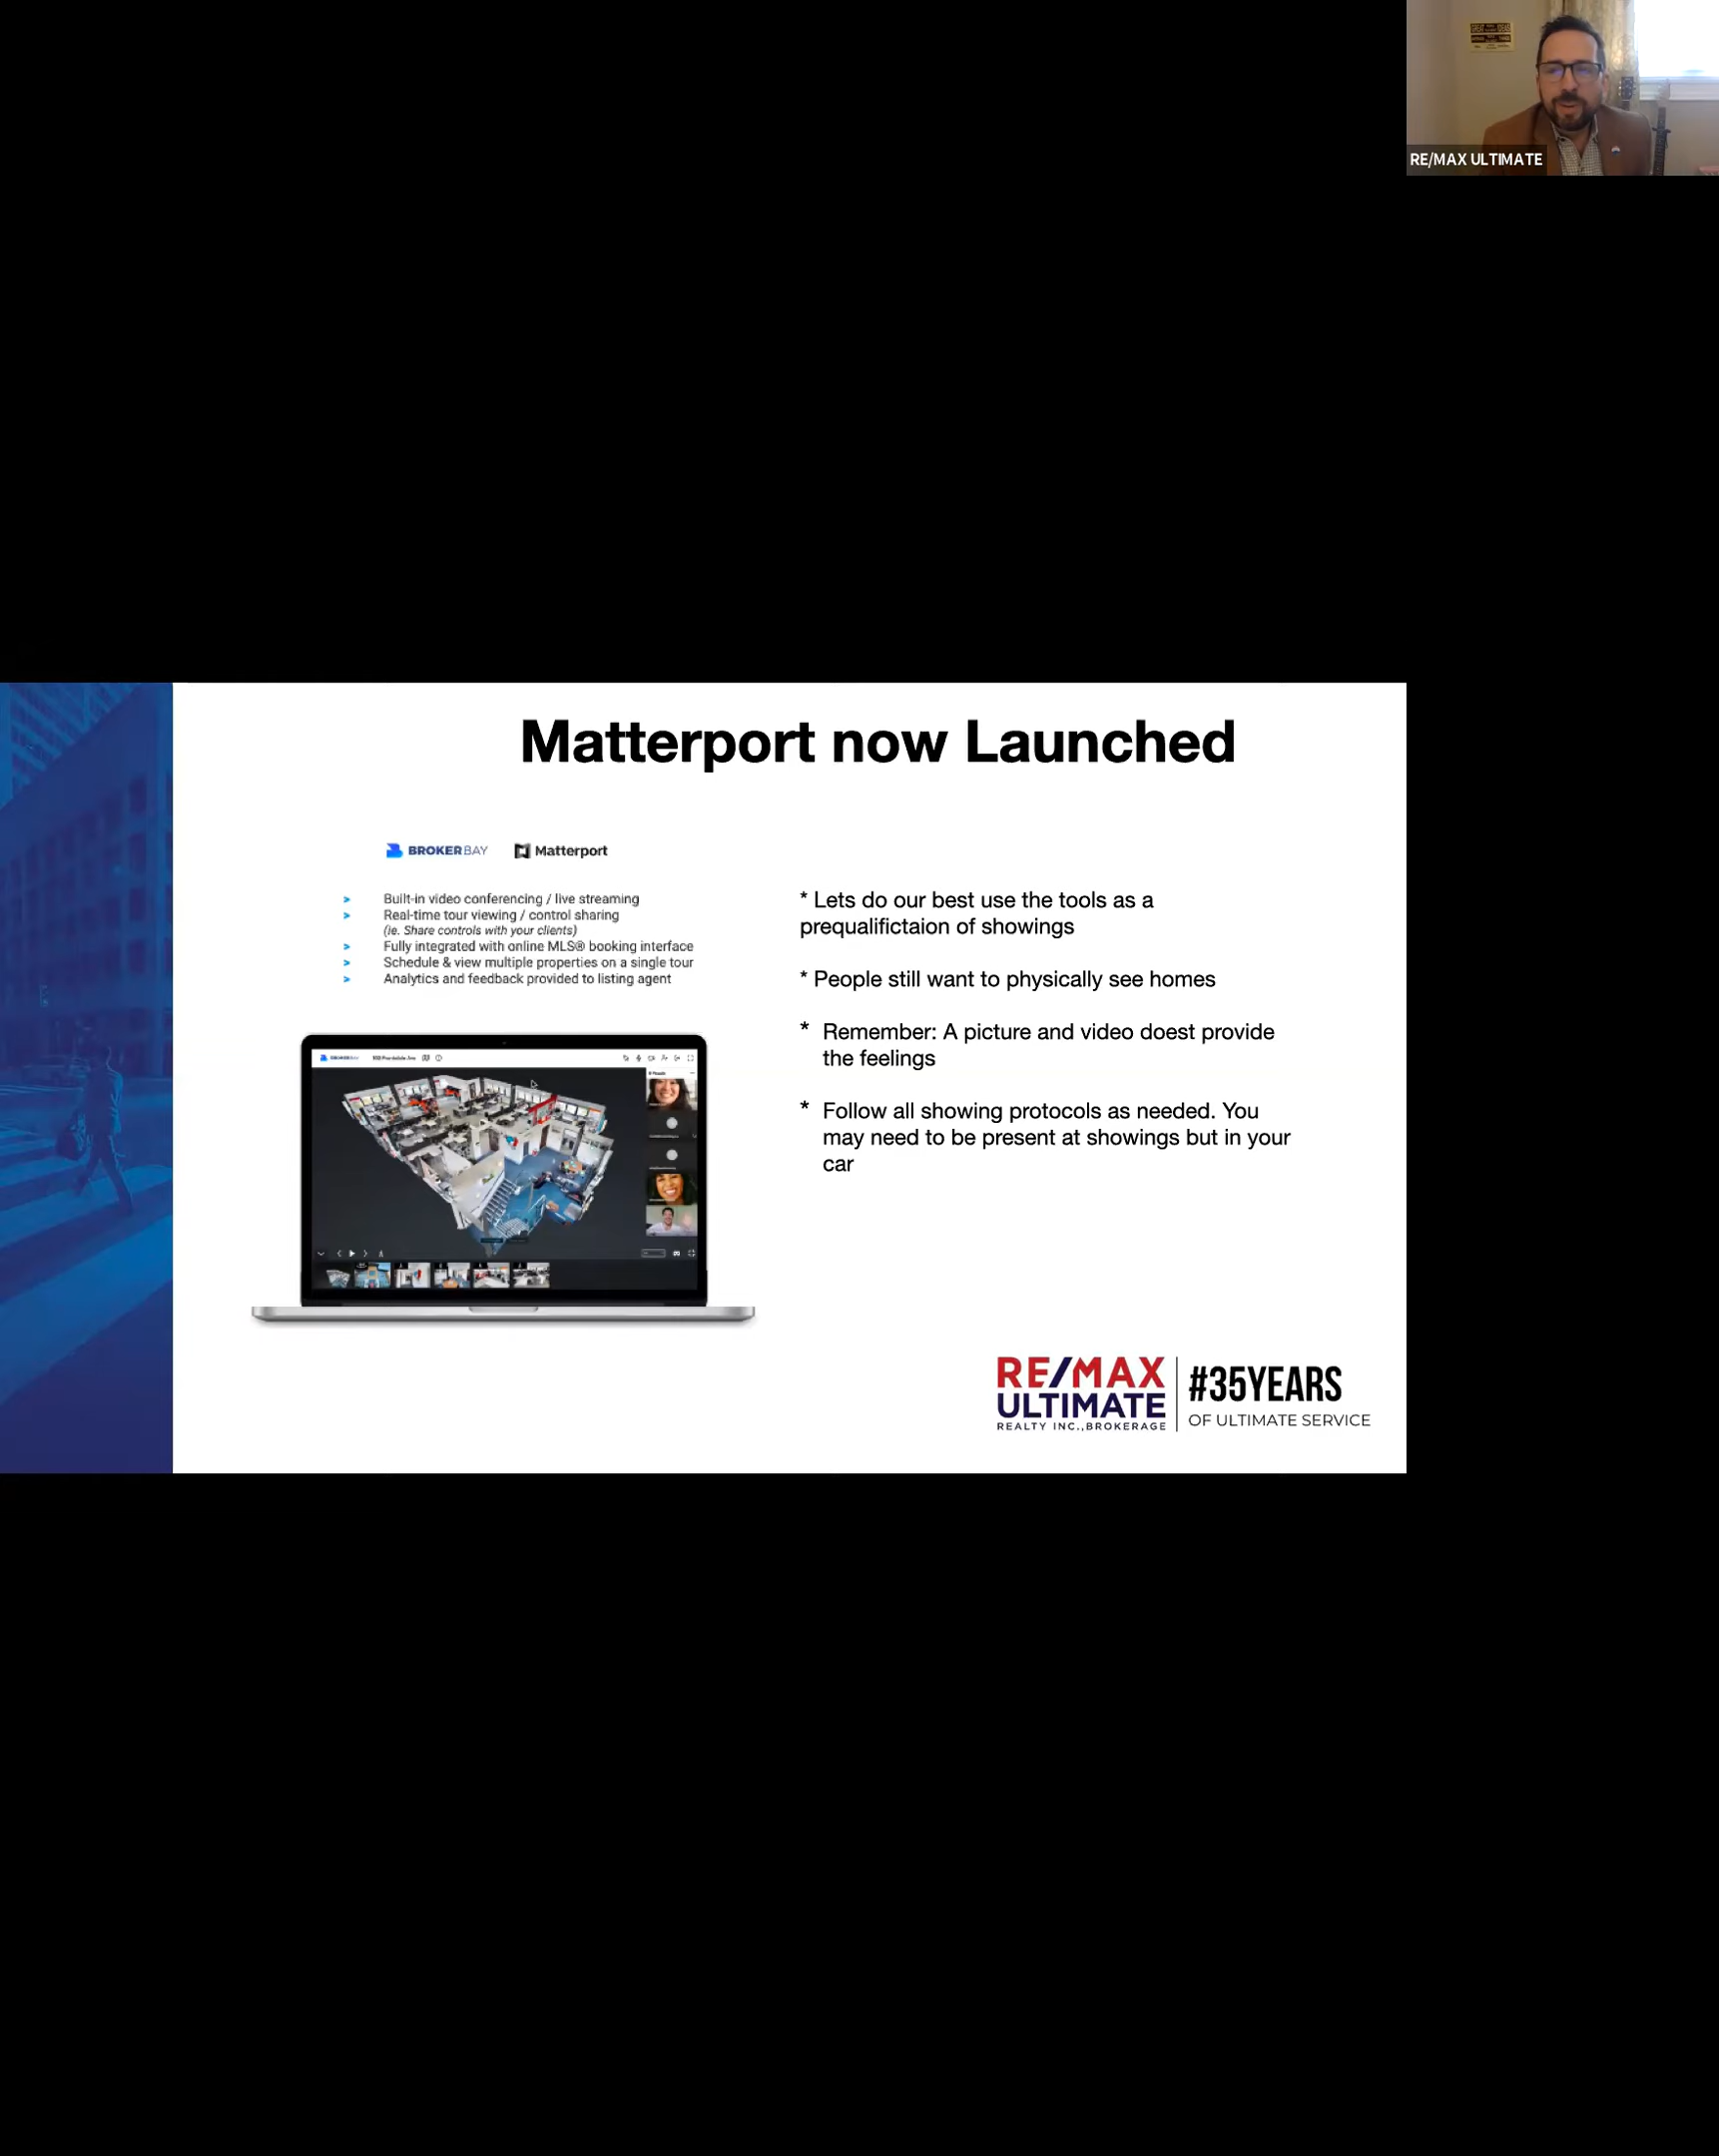 RE/MAX ULTIMATE
Matterport now Launched
BROKERBAY Matterport
> Built-in video conferencing / live streaming
> Real-time tour viewing / control sharing
(ie. Share controls with your clients)
> Fully integrated with online MLS® booking interface
> Schedule & view multiple properties on a single tour
> Analytics and feedback provided to listing agent
* Lets do our best use the tools as a
prequalifictaion of showings
* People still want to physically see homes
* Remember: A picture and video doest provide
the feelings
* Follow all showing protocols as needed. You
may need to be present at showings but in your
car
BROKERBAY
RE/MAX
ULTIMATE
REALTY INC., BROKERAGE
#35YEARS
OF ULTIMATE SERVICE